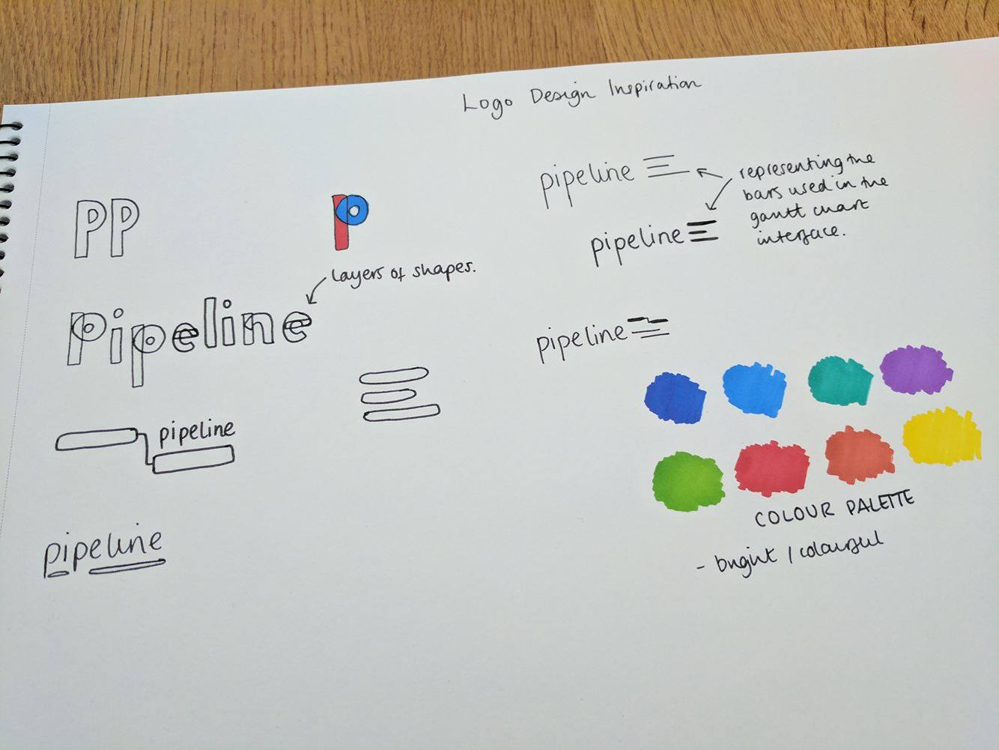 Logo Design Inspiration
PP
P
layers of shapes.
Pipeline
pipeline
pipeline
pipeline
representing the
bars used in the
gantt chart
interface.
pipeline
pipeline
COLOUR PALETTE
- bright / colourful